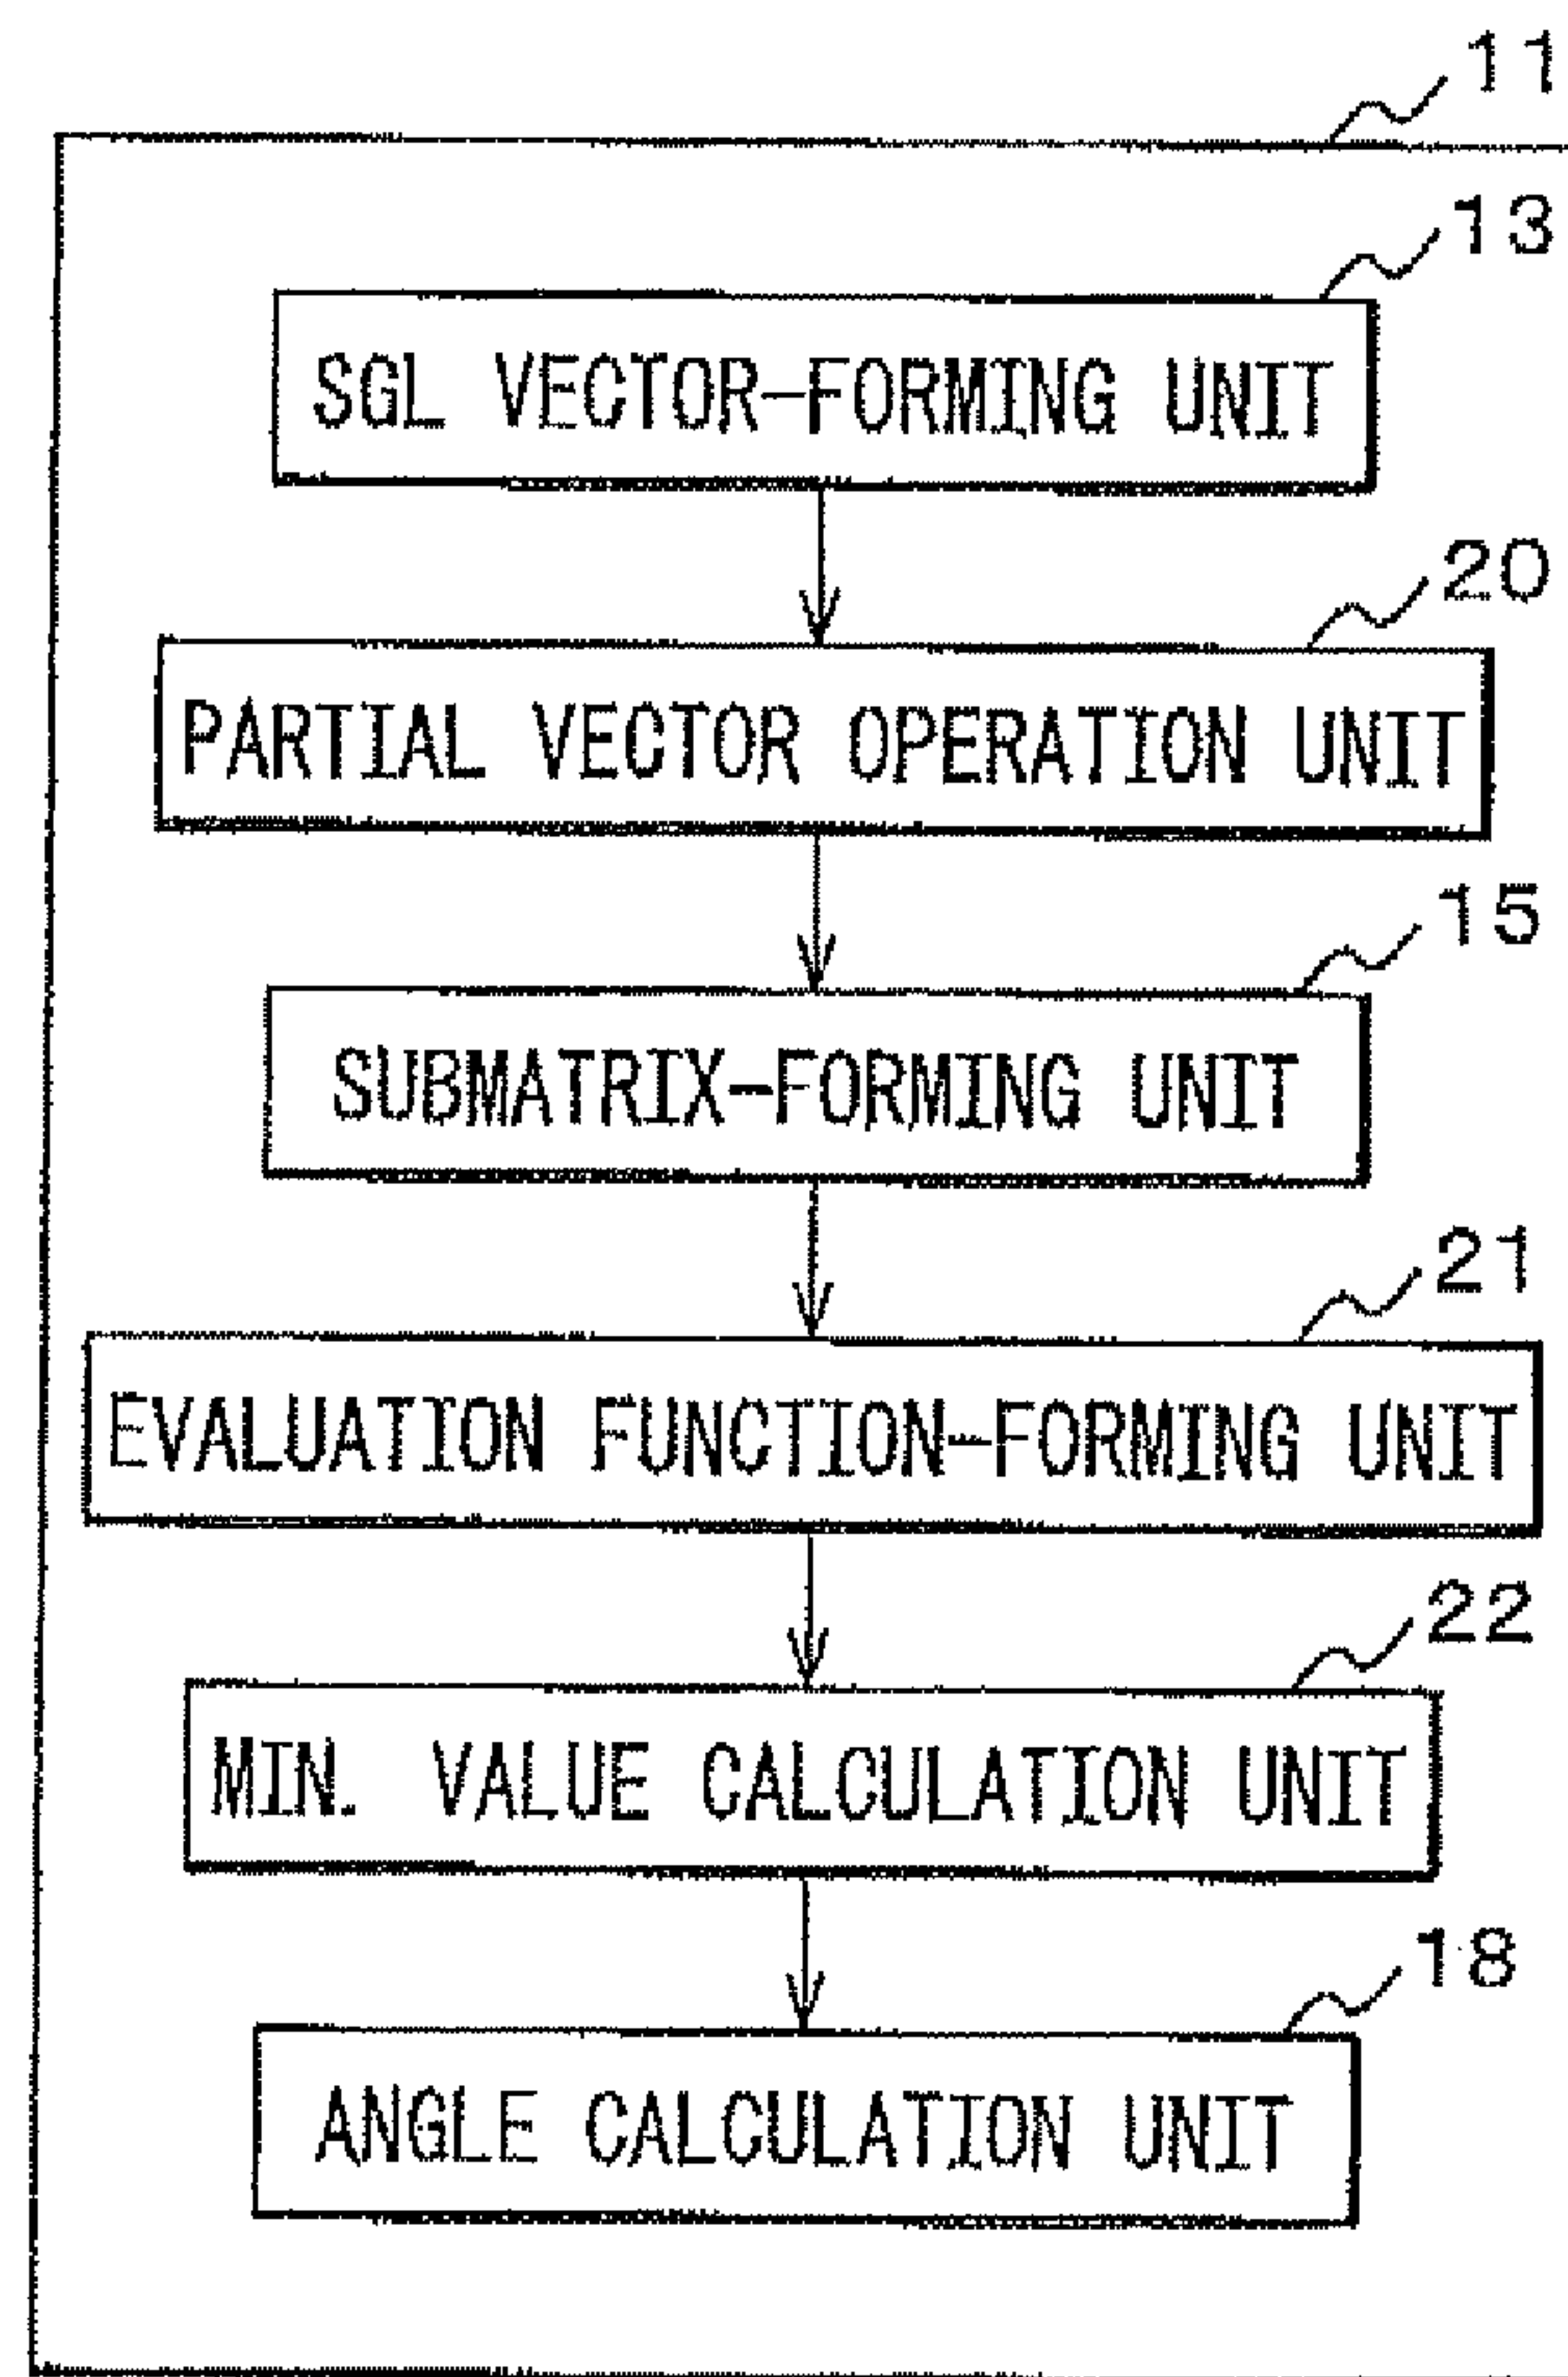 11
13
SGL VECTOR-FORMING UNIT
20
PARTIAL VECTOR OPERATION UNIT
15
SUBMATRIX-FORMING UNIT
21
EVALUATION FUNCTION-FORMING UNIT
22
MIN. VALUE CALCULATION UNIT
18
ANGLE CALCULATION UNIT